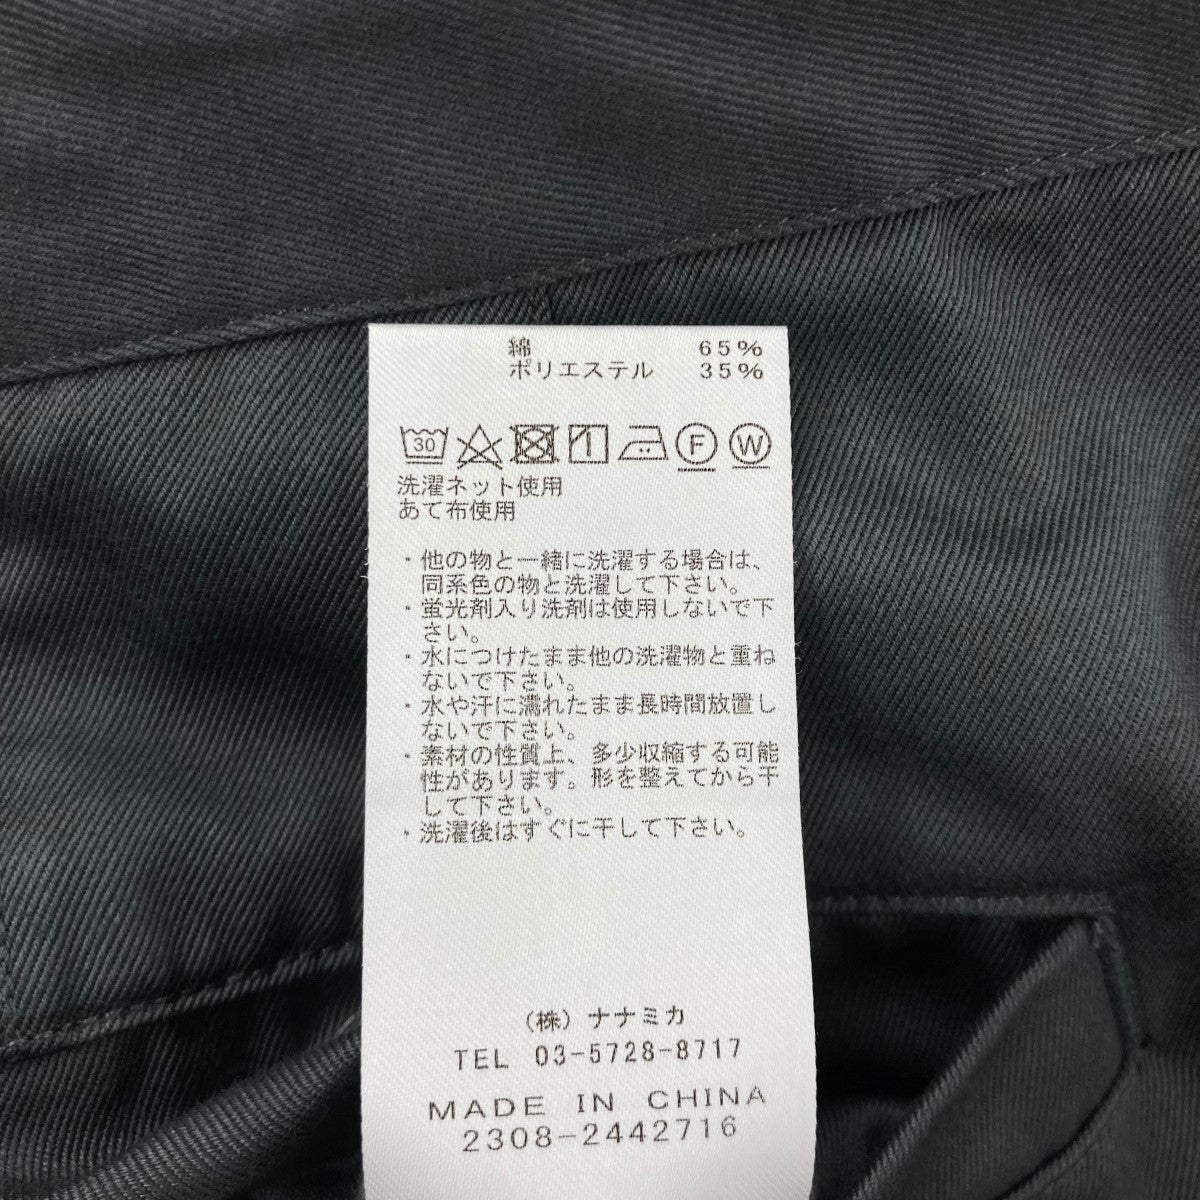 綿 65%
ポリエステル 35%
30 F W
洗濯ネット使用
あて布使用
・他の物と一緒に洗濯する場合は、
同系色の物と洗濯して下さい。
・蛍光剤入り洗剤は使用しないで下
さい。
・水につけたまま他の洗濯物と重ね
ないで下さい。
・水や汗に濡れたまま長時間放置し
ないで下さい。
・素材の性質上、多少収縮する可能
性があります。形を整えてから干
して下さい。
・洗濯後はすぐに干して下さい。
(株)ナナミカ
TEL 03-5728-8717
MADE IN CHINA
2308-2442716